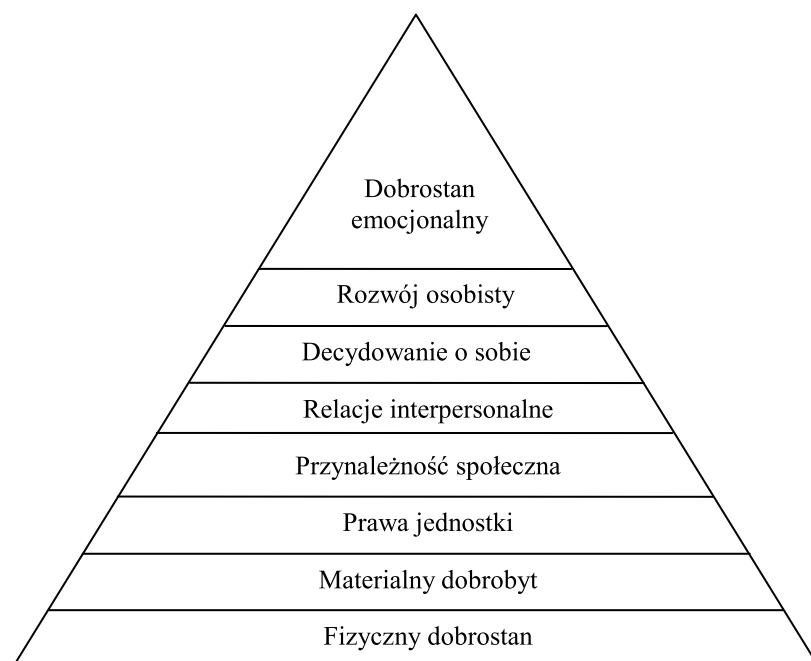 Dobrostan
emocjonalny
Rozwój osobisty
Decydowanie o sobie
Relacje interpersonalne
Przynależność społeczna
Prawa jednostki
Materialny dobrobyt
Fizyczny dobrostan